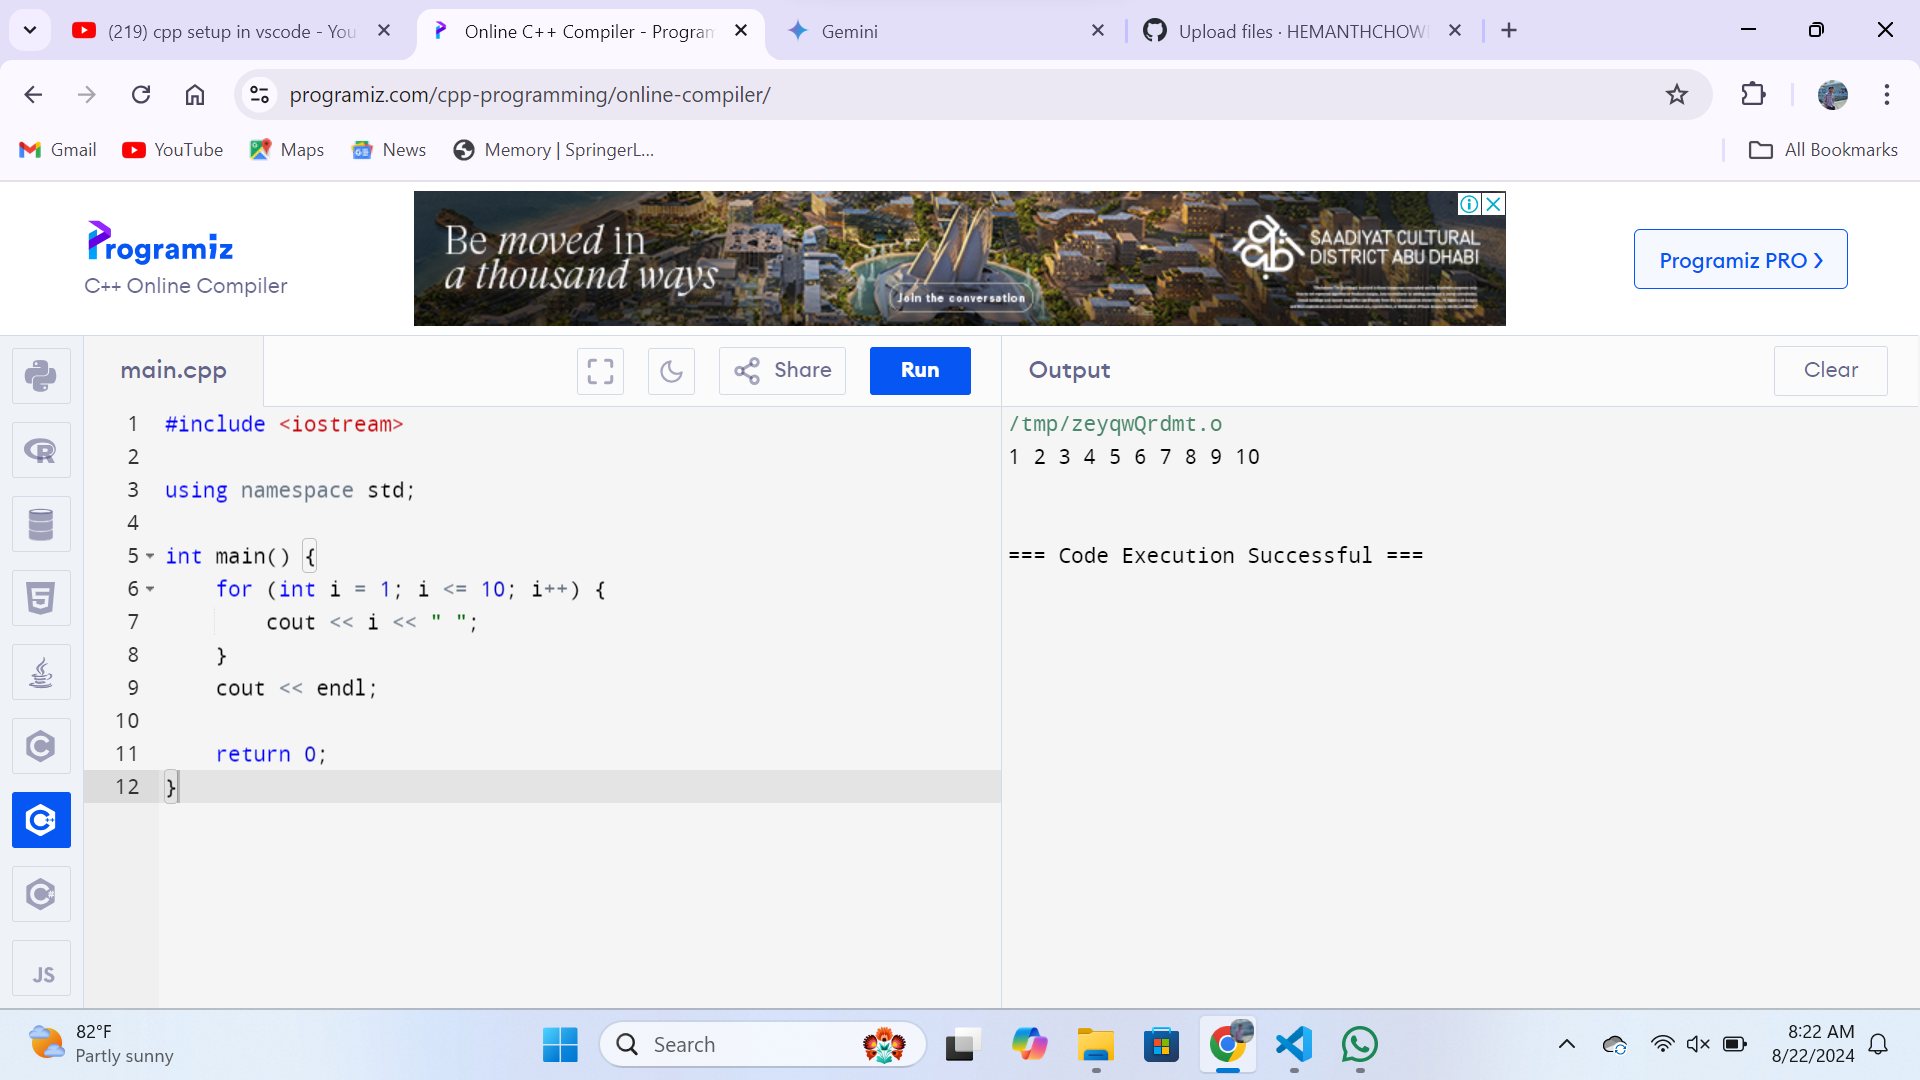 (219) cpp setup in vscode - You
Online C++ Compiler - Program
Gemini
Upload files · HEMANTHCHOW
programiz.com/cpp-programming/online-compiler/
Gmail
YouTube
Maps
News
Memory | SpringerL...
All Bookmarks
Programiz
C++ Online Compiler
Be moved in
a thousand ways
Join the conversation
SAADIYAT CULTURAL
DISTRICT ABU DHABI
Programiz PRO ›
main.cpp
Share
Run
Output
Clear
1 #include <iostream>
2
3 using namespace std;
4
5 int main() {
6     for (int i = 1; i <= 10; i++) {
7         cout << i << " ";
8     }
9     cout << endl;
10
11     return 0;
12 }
/tmp/zeyqwQrdmt.o
1 2 3 4 5 6 7 8 9 10
=== Code Execution Successful ===
JS
82°F
Partly sunny
Search
8:22 AM
8/22/2024